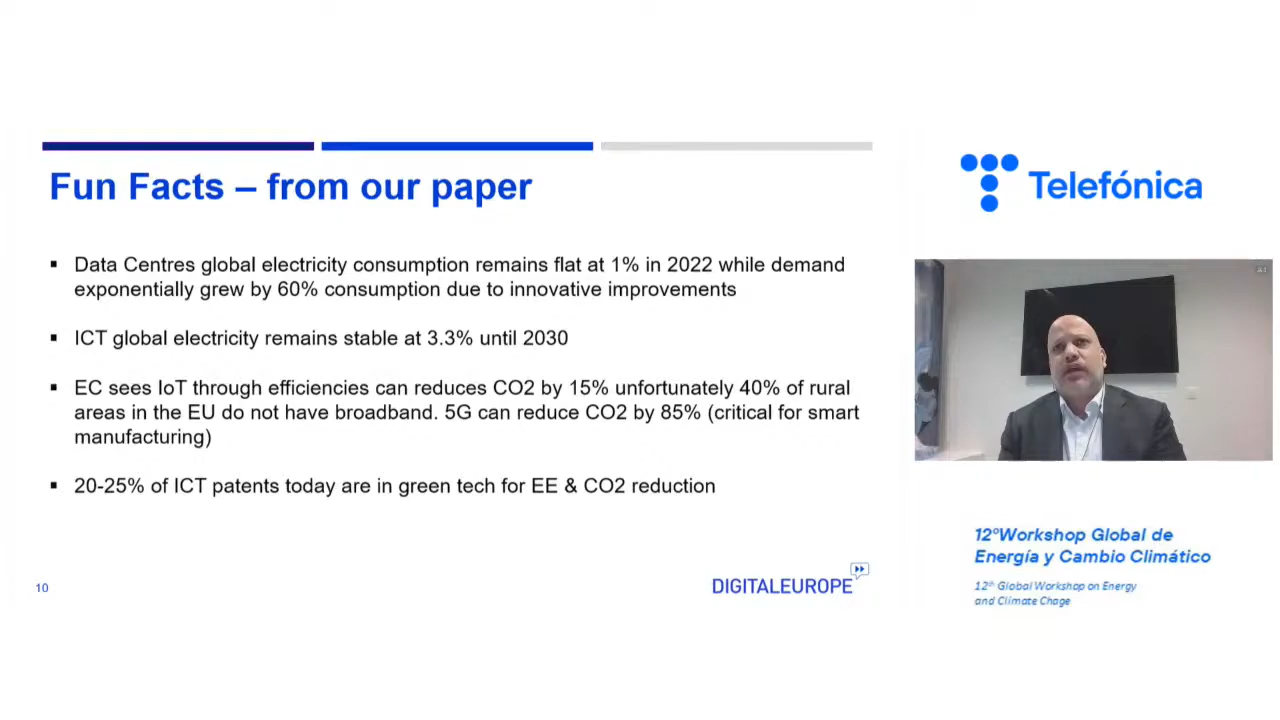 Fun Facts – from our paper
▪ Data Centres global electricity consumption remains flat at 1% in 2022 while demand
exponentially grew by 60% consumption due to innovative improvements
▪ ICT global electricity remains stable at 3.3% until 2030
▪ EC sees IoT through efficiencies can reduces CO2 by 15% unfortunately 40% of rural
areas in the EU do not have broadband. 5G can reduce CO2 by 85% (critical for smart
manufacturing)
▪ 20-25% of ICT patents today are in green tech for EE & CO2 reduction
10
DIGITALEUROPE
Telefónica
12ºWorkshop Global de
Energía y Cambio Climático
12th Global Workshop on Energy
and Climate Chage